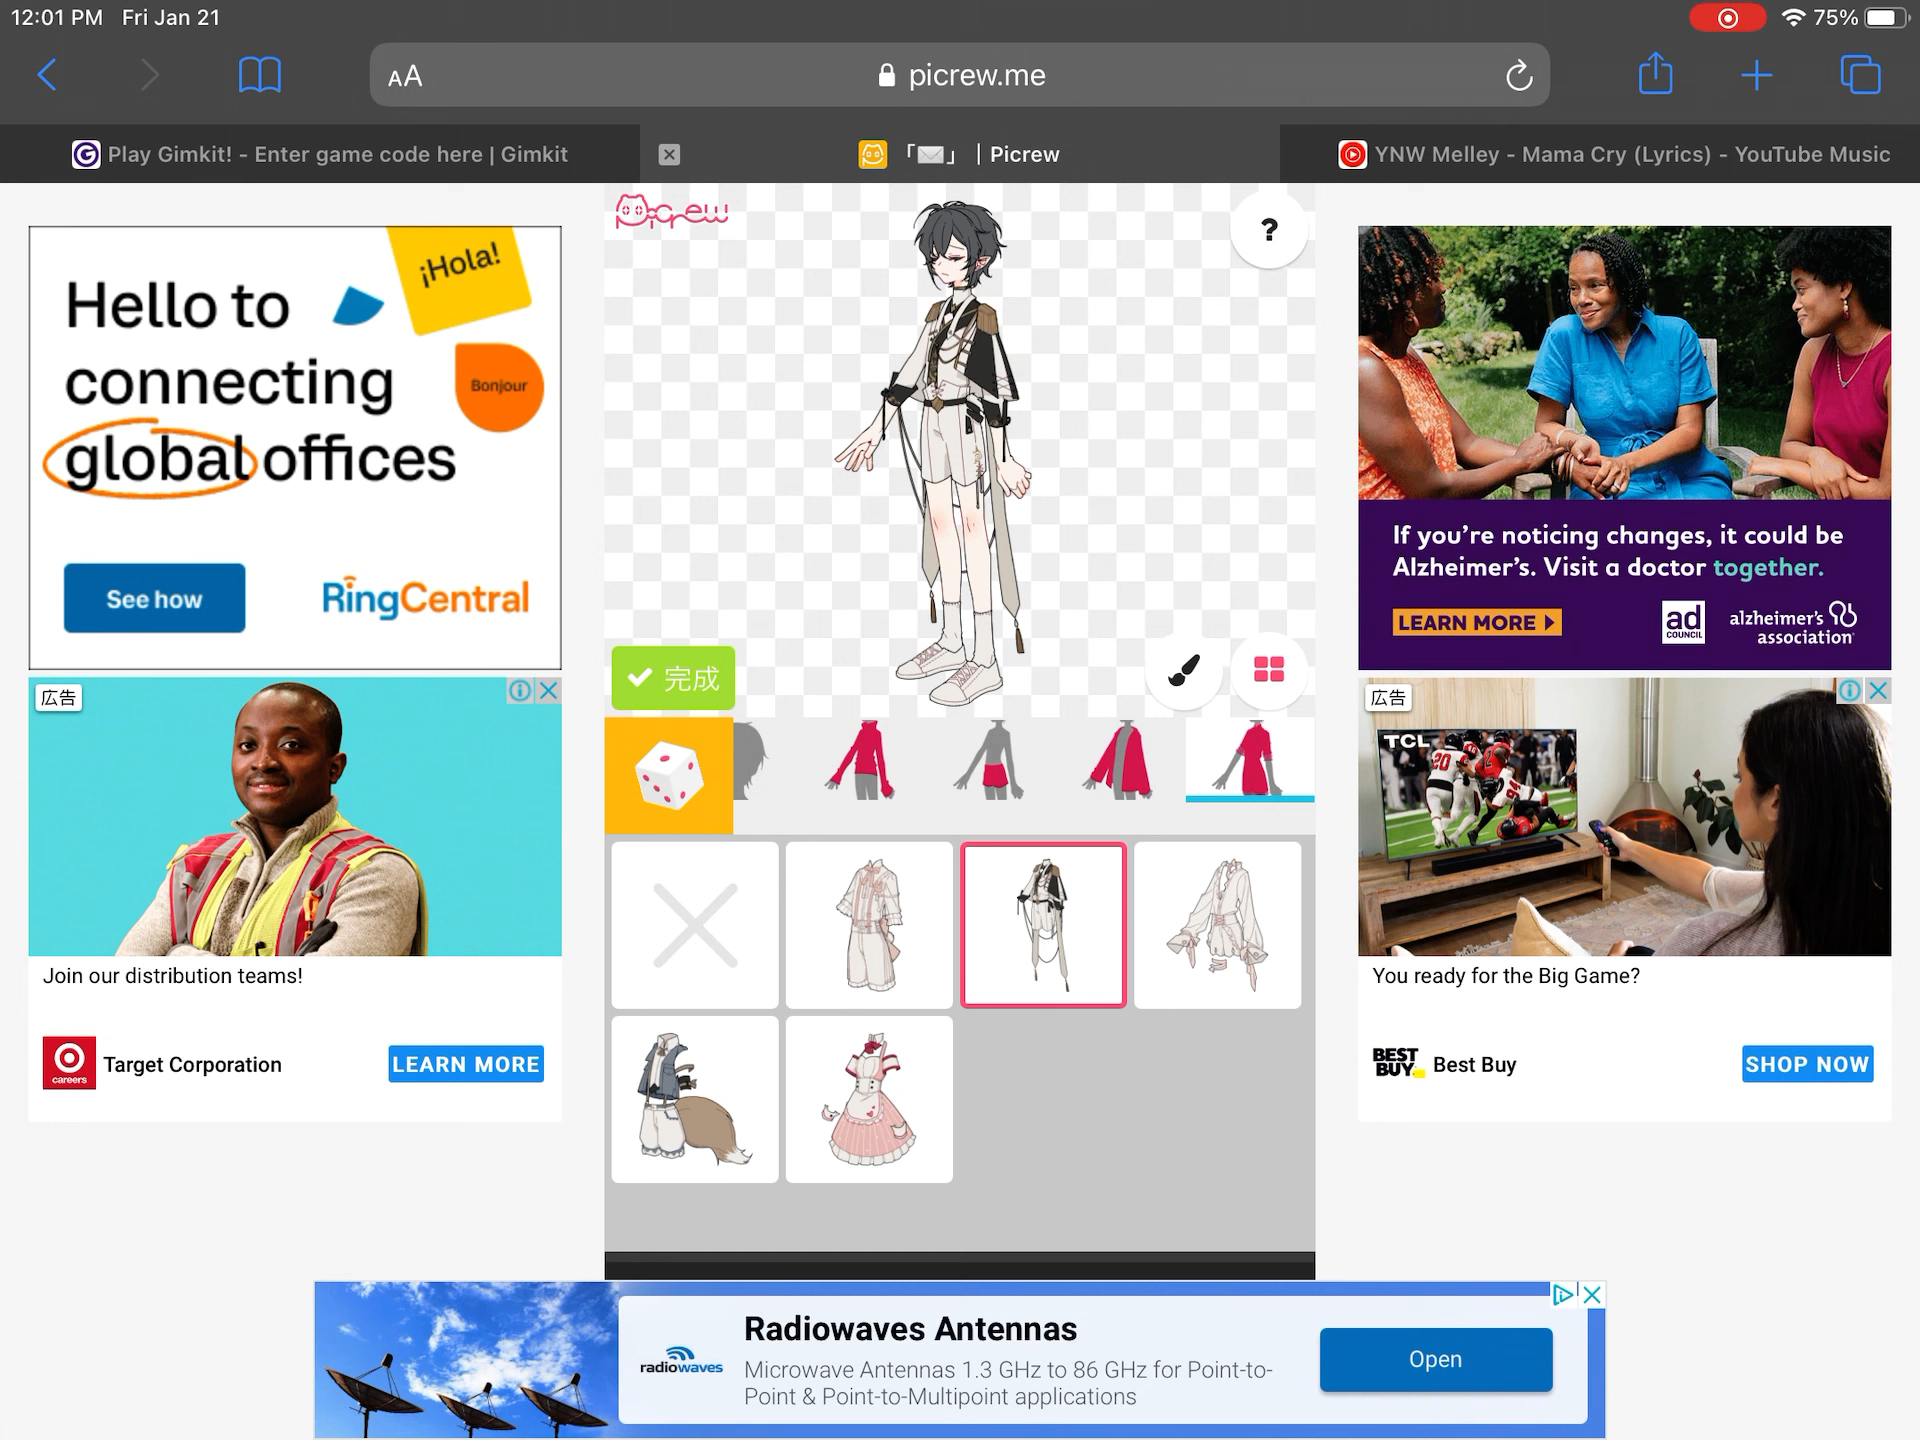 12:01 PM Fri Jan 21
75%
AA
picrew.me
Play Gimkit! - Enter game code here | Gimkit
「✉」 | Picrew
YNW Melley - Mama Cry (Lyrics) - YouTube Music
Hello to
connecting
global offices
¡Hola!
Bonjour
See how
RingCentral
広告
Join our distribution teams!
careers
Target Corporation
LEARN MORE
Picrew
?
完成
If you're noticing changes, it could be
Alzheimer's. Visit a doctor together.
LEARN MORE
ad
COUNCIL
alzheimer's
association
広告
TCL
You ready for the Big Game?
BEST
BUY
Best Buy
SHOP NOW
radiowaves
Radiowaves Antennas
Microwave Antennas 1.3 GHz to 86 GHz for Point-to-
Point & Point-to-Multipoint applications
Open